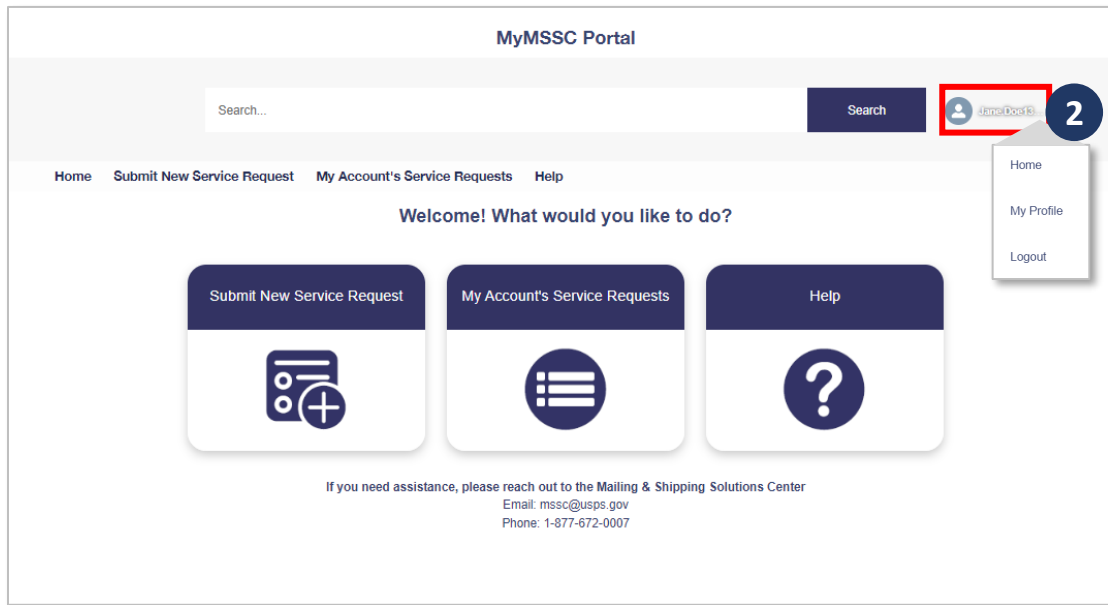 MyMSSC Portal
Search...
Search
Jane.Doe13
2
Home
My Profile
Logout
Home Submit New Service Request My Account's Service Requests Help
Welcome! What would you like to do?
Submit New Service Request
My Account's Service Requests
Help
If you need assistance, please reach out to the Mailing & Shipping Solutions Center
Email: mssc@usps.gov
Phone: 1-877-672-0007